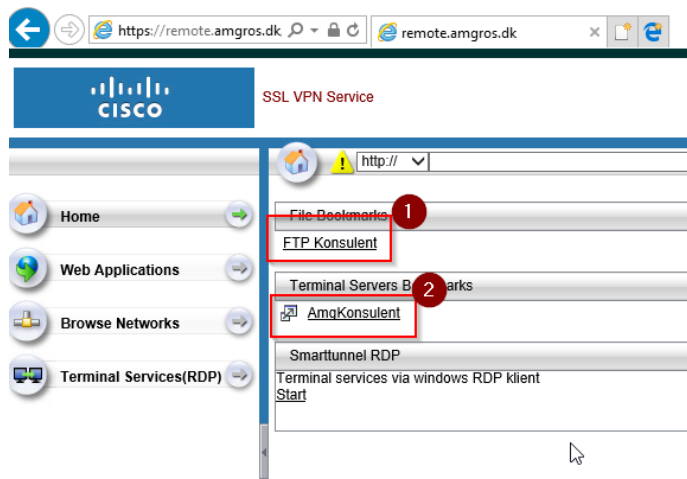 https://remote.amgros.dk
remote.amgros.dk
CISCO
SSL VPN Service
http://
Home
Web Applications
Browse Networks
Terminal Services(RDP)
File Bookmarks
1
FTP Konsulent
Terminal Servers B arks
2
AmgKonsulent
Smarttunnel RDP
Terminal services via windows RDP klient
Start